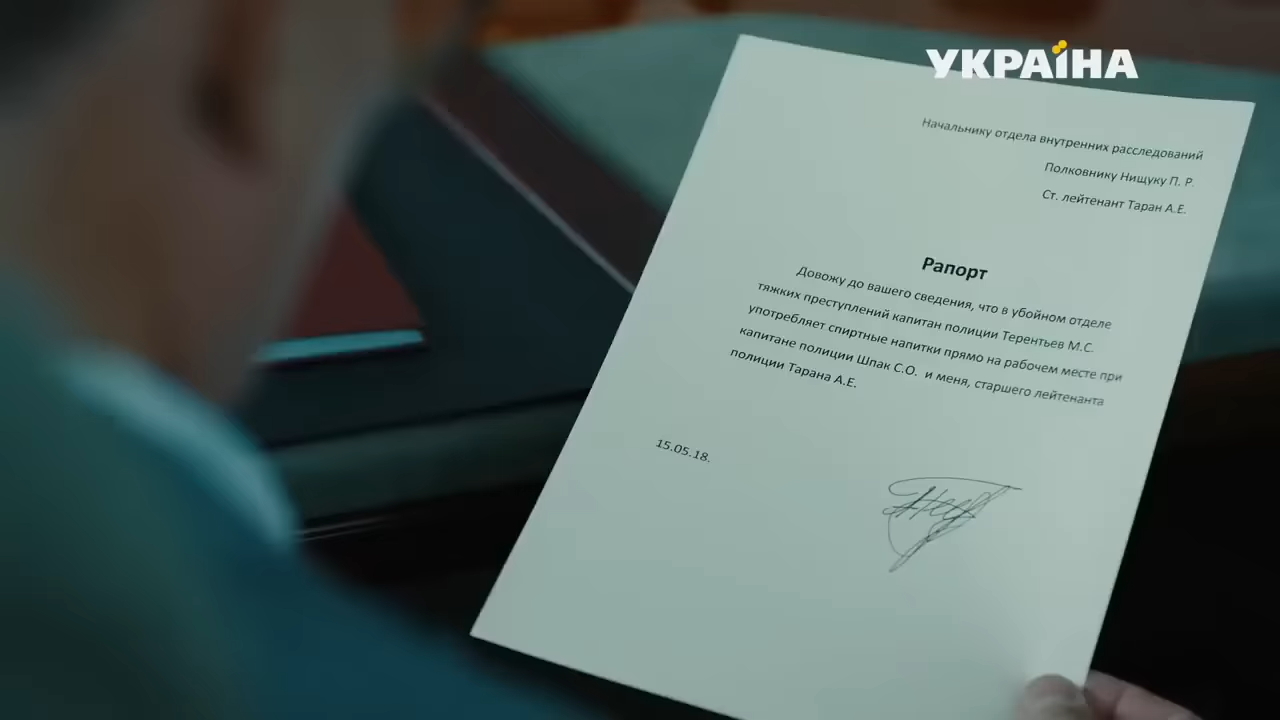 УКРАЇНА
Начальнику отдела внутренних расследований
Полковнику Нищуку П. Р.
Ст. лейтенант Таран А.Е.
Рапорт
Довожу до вашего сведения, что в убойном отделе
тяжких преступлений капитан полиции Терентьев М.С.
употребляет спиртные напитки прямо на рабочем месте при
капитане полиции Шпак С.О. и меня, старшего лейтенанта
полиции Тарана А.Е.
15.05.18.